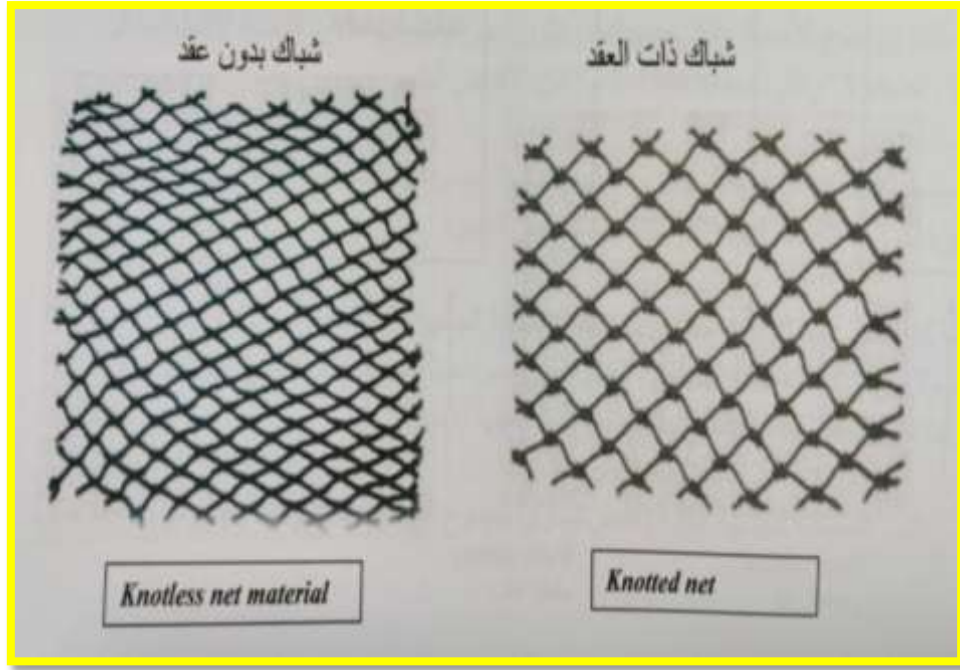 شباك بدون عقد
شباك ذات العقد
Knotless net material
Knotted net